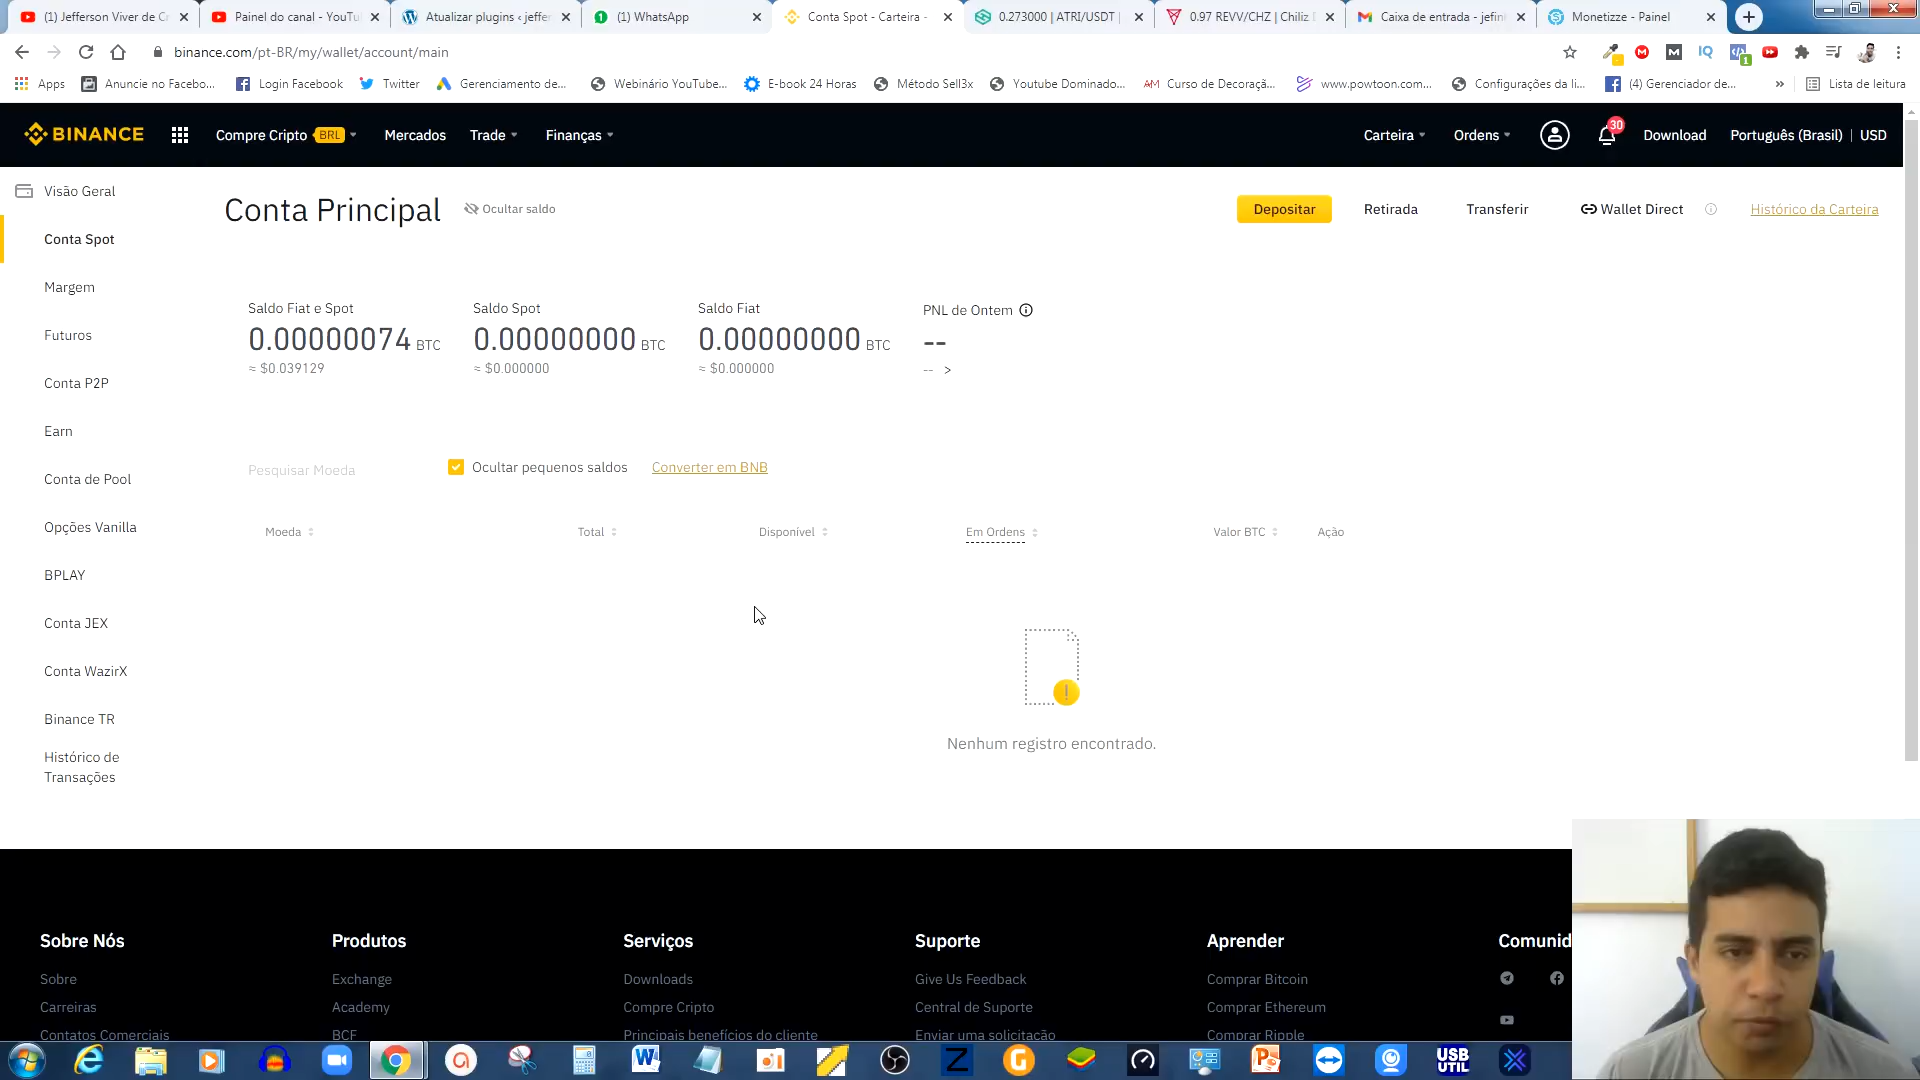 (1) Jefferson Viver de Cr
Painel do canal - YouTu
Atualizar plugins ‹ jeffer
(1) WhatsApp
Conta Spot - Carteira -
0.273000 | ATRI/USDT |
0.97 REVV/CHZ | Chiliz
Caixa de entrada - jefin
Monetizze - Painel
binance.com/pt-BR/my/wallet/account/main
Apps
Anuncie no Facebo...
Login Facebook
Twitter
Gerenciamento de...
Webinário YouTube...
E-book 24 Horas
Método Sell3x
Youtube Dominado...
AM Curso de Decoraçã...
www.powtoon.com...
Configurações da li...
(4) Gerenciador de...
»
Lista de leitura
BINANCE
Compre Cripto BRL
Mercados
Trade
Finanças
Carteira
Ordens
30
Download
Português (Brasil) | USD
Visão Geral
Conta Spot
Margem
Futuros
Conta P2P
Earn
Conta de Pool
Opções Vanilla
BPLAY
Conta JEX
Conta WazirX
Binance TR
Histórico de
Transações
Conta Principal
Ocultar saldo
Depositar
Retirada
Transferir
Wallet Direct
Histórico da Carteira
Saldo Fiat e Spot
0.00000074 BTC
≈ $0.039129
Saldo Spot
0.00000000 BTC
≈ $0.000000
Saldo Fiat
0.00000000 BTC
≈ $0.000000
PNL de Ontem
--
-- >
Pesquisar Moeda
Ocultar pequenos saldos
Converter em BNB
Moeda
Total
Disponível
Em Ordens
Valor BTC
Ação
Nenhum registro encontrado.
Sobre Nós
Sobre
Carreiras
Contatos Comerciais
Produtos
Exchange
Academy
BCF
Serviços
Downloads
Compre Cripto
Principais benefícios do cliente
Suporte
Give Us Feedback
Central de Suporte
Enviar uma solicitação
Aprender
Comprar Bitcoin
Comprar Ethereum
Comprar Ripple
Comunid
USB
UTIL